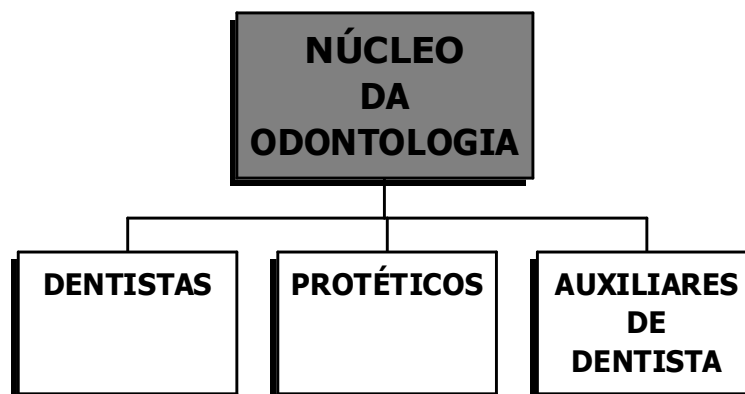 NÚCLEO
DA
ODONTOLOGIA
DENTISTAS
PROTÉTICOS
AUXILIARES
DE
DENTISTA